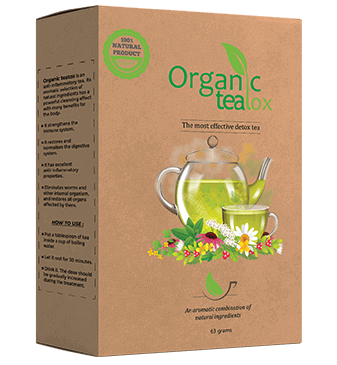 100%
NATURAL
PRODUCT
Organic teatox is an
anti-inflammatory tea. Its
aromatic selection of
natural ingredients has a
powerful cleansing effect
with many benefits for
the body.
It strengthens the
immune system.
It restores and
normalizes the digestive
system.
It has excellent
anti-inflammatory
properties.
Eliminates worms and
other internal organism,
and restores all organs
affected by them.
HOW TO USE :
Put a tablespoon of tea
inside a cup of boiling
water.
Let it rest for 30 minutes.
Drink it. The dose should
be gradually increased
during the treatment.
Organic
teatox
The most effective detox tea
An aromatic combination of
natural ingredients
63 grams